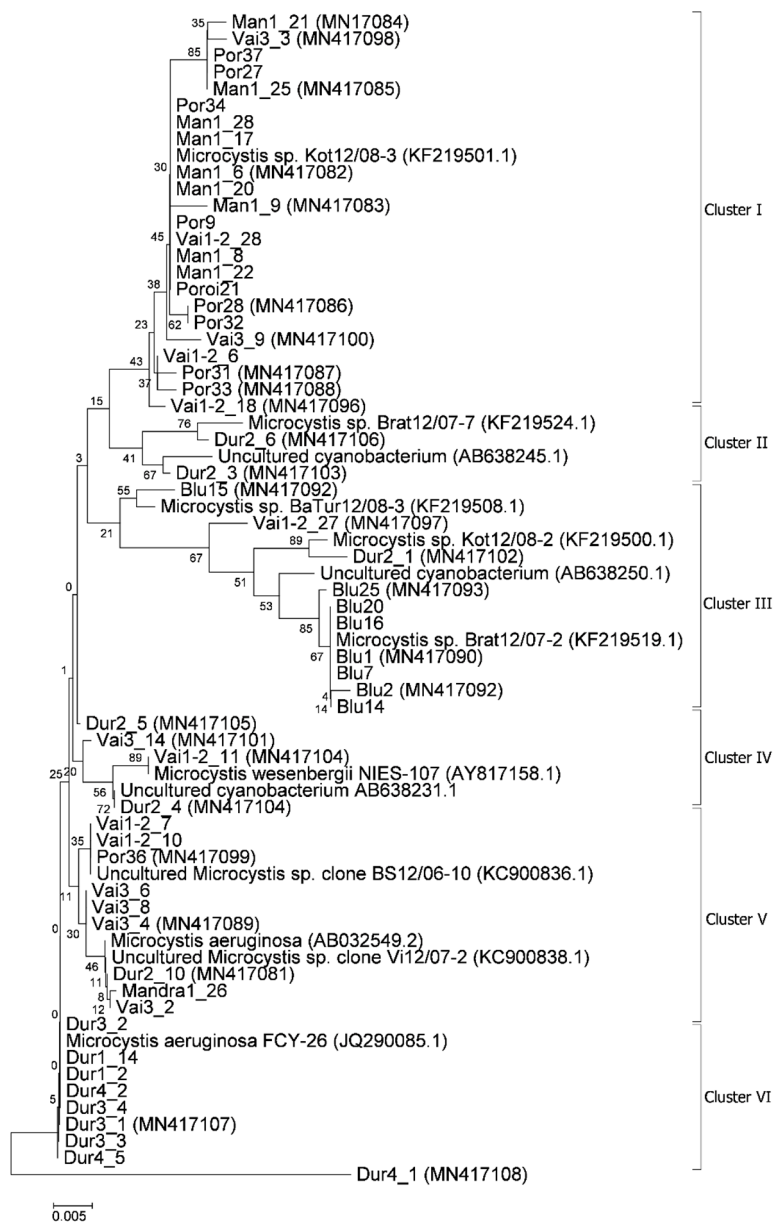 35
Man1_21 (MN17084)
Vai3_3 (MN417098)
85
Por37
Por27
Man1_25 (MN417085)
Por34
Man1_28
Man1_17
Microcystis sp. Kot12/08-3 (KF219501.1)
30
Man1_6 (MN417082)
Man1_20
Man1_9 (MN417083)
Cluster I
Por9
45
Vai1-2_28
Man1_8
Man1_22
38
Poroi21
Por28 (MN417086)
62
Por32
23
Vai3_9 (MN417100)
43
Vai1-2_6
Por31 (MN417087)
37
Por33 (MN417088)
15
Vai1-2_18 (MN417096)
76
Microcystis sp. Brat12/07-7 (KF219524.1)
Dur2_6 (MN417106)
Cluster II
3
41
Uncultured cyanobacterium (AB638245.1)
67
Dur2_3 (MN417103)
55
Blu15 (MN417092)
Microcystis sp. BaTur12/08-3 (KF219508.1)
21
Vai1-2_27 (MN417097)
89
Microcystis sp. Kot12/08-2 (KF219500.1)
67
Dur2_1 (MN417102)
51
Uncultured cyanobacterium (AB638250.1)
0
Blu25 (MN417093)
53
Blu20
Cluster III
85
Blu16
Microcystis sp. Brat12/07-2 (KF219519.1)
67
Blu1 (MN417090)
1
Blu7
4
Blu2 (MN417092)
14
Blu14
Dur2_5 (MN417105)
Vai3_14 (MN417101)
89
Vai1-2_11 (MN417104)
Cluster IV
25
20
Microcystis wesenbergii NIES-107 (AY817158.1)
56
Uncultured cyanobacterium AB638231.1
72
Dur2_4 (MN417104)
Vai1-2_7
35
Vai1-2_10
Por36 (MN417099)
Uncultured Microcystis sp. clone BS12/06-10 (KC900836.1)
11
Vai3_6
Vai3_8
Cluster V
0
30
Vai3_4 (MN417089)
Microcystis aeruginosa (AB032549.2)
46
Uncultured Microcystis sp. clone Vi12/07-2 (KC900838.1)
11
Dur2_10 (MN417081)
8
Mandra1_26
12
Vai3_2
0
Dur3_2
Microcystis aeruginosa FCY-26 (JQ290085.1)
0
Dur1_14
Dur1_2
Dur4_2
Cluster VI
5
Dur3_4
Dur3_1 (MN417107)
Dur3_3
Dur4_5
Dur4_1 (MN417108)
0.005